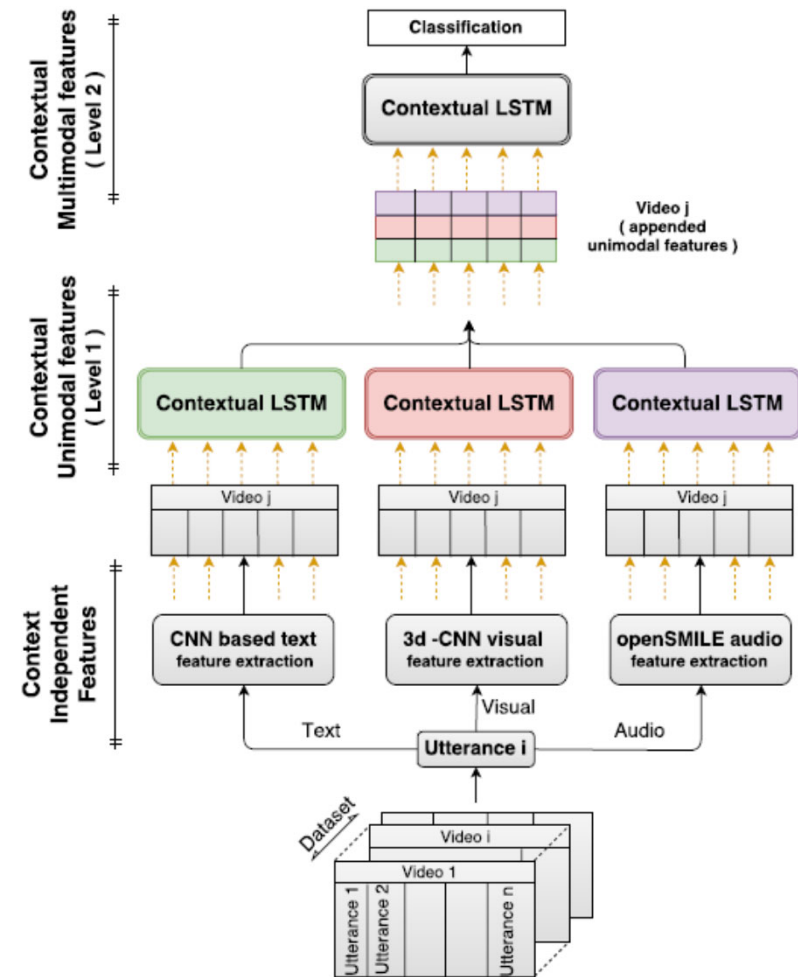 Classification
Contextual
Multimodal features
( Level 2 )
Contextual LSTM
Video j
( appended
unimodal features )
Contextual
Unimodal features
( Level 1 )
Contextual LSTM
Contextual LSTM
Contextual LSTM
Video j
Video j
Video j
Context
Independent
Features
CNN based text
feature extraction
3d -CNN visual
feature extraction
openSMILE audio
feature extraction
Text
Visual
Audio
Utterance i
Dataset
Video i
Video 1
Utterance 1
Utterance 2
Utterance n